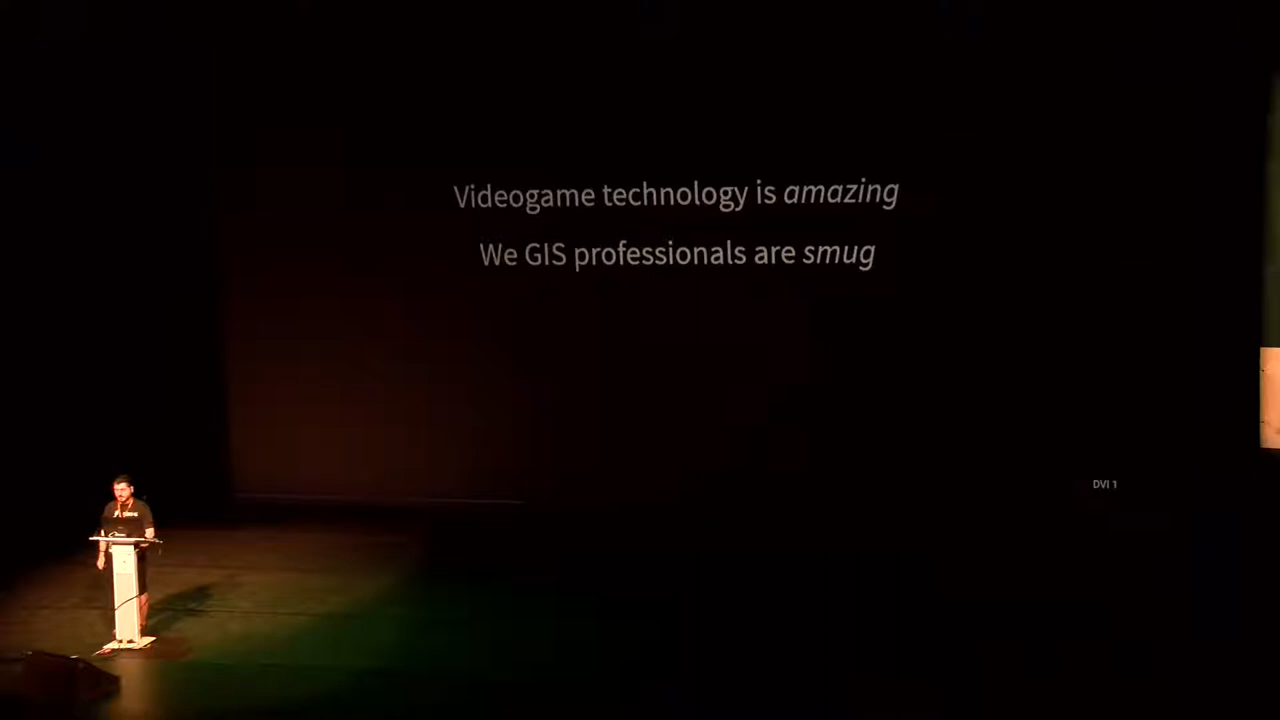 Videogame technology is amazing
We GIS professionals are smug
DVI 1